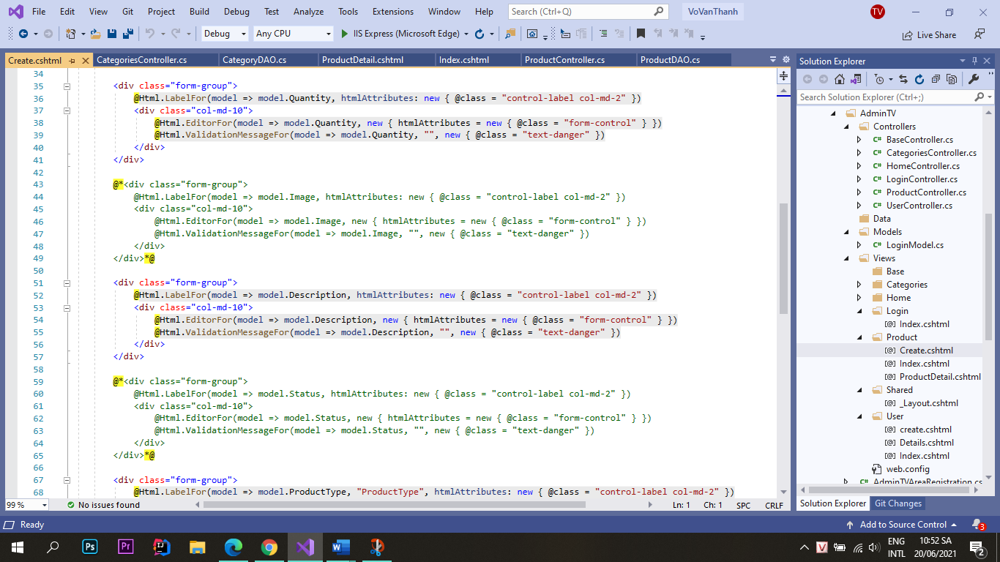 File Edit View Git Project Build Debug Test Analyze Tools Extensions Window Help Search (Ctrl+Q) VoVanThanh TV
Debug Any CPU IIS Express (Microsoft Edge) Live Share
Create.cshtml CategoriesController.cs CategoryDAO.cs ProductDetail.cshtml Index.cshtml ProductController.cs ProductDAO.cs
34
35 <div class="form-group">
36 @Html.LabelFor(model => model.Quantity, htmlAttributes: new { @class = "control-label col-md-2" })
37 <div class="col-md-10">
38 @Html.EditorFor(model => model.Quantity, new { htmlAttributes = new { @class = "form-control" } })
39 @Html.ValidationMessageFor(model => model.Quantity, "", new { @class = "text-danger" })
40 </div>
41 </div>
42
43 @*<div class="form-group">
44 @Html.LabelFor(model => model.Image, htmlAttributes: new { @class = "control-label col-md-2" })
45 <div class="col-md-10">
46 @Html.EditorFor(model => model.Image, new { htmlAttributes = new { @class = "form-control" } })
47 @Html.ValidationMessageFor(model => model.Image, "", new { @class = "text-danger" })
48 </div>
49 </div>*@
50
51 <div class="form-group">
52 @Html.LabelFor(model => model.Description, htmlAttributes: new { @class = "control-label col-md-2" })
53 <div class="col-md-10">
54 @Html.EditorFor(model => model.Description, new { htmlAttributes = new { @class = "form-control" } })
55 @Html.ValidationMessageFor(model => model.Description, "", new { @class = "text-danger" })
56 </div>
57 </div>
58
59 @*<div class="form-group">
60 @Html.LabelFor(model => model.Status, htmlAttributes: new { @class = "control-label col-md-2" })
61 <div class="col-md-10">
62 @Html.EditorFor(model => model.Status, new { htmlAttributes = new { @class = "form-control" } })
63 @Html.ValidationMessageFor(model => model.Status, "", new { @class = "text-danger" })
64 </div>
65 </div>*@
66
67 <div class="form-group">
68 @Html.LabelFor(model => model.ProductType, "ProductType", htmlAttributes: new { @class = "control-label col-md-2" })
99 % No issues found Ln: 1 Ch: 1 SPC CRLF
Solution Explorer
Search Solution Explorer (Ctrl+;)
AdminTV
Controllers
C# BaseController.cs
C# CategoriesController.cs
C# HomeController.cs
C# LoginController.cs
C# ProductController.cs
C# UserController.cs
Data
Models
C# LoginModel.cs
Views
Base
Categories
Home
Login
[@] Index.cshtml
Product
[@] Create.cshtml
[@] Index.cshtml
[@] ProductDetail.cshtml
Shared
[@] _Layout.cshtml
User
[@] create.cshtml
[@] Details.cshtml
[@] Index.cshtml
web.config
C# AdminTVAreaRegistration.cs
Solution Explorer Git Changes
Ready Add to Source Control 3
Ps Pr IJ W V ENG 10:52 SA
INTL 20/06/2021 2